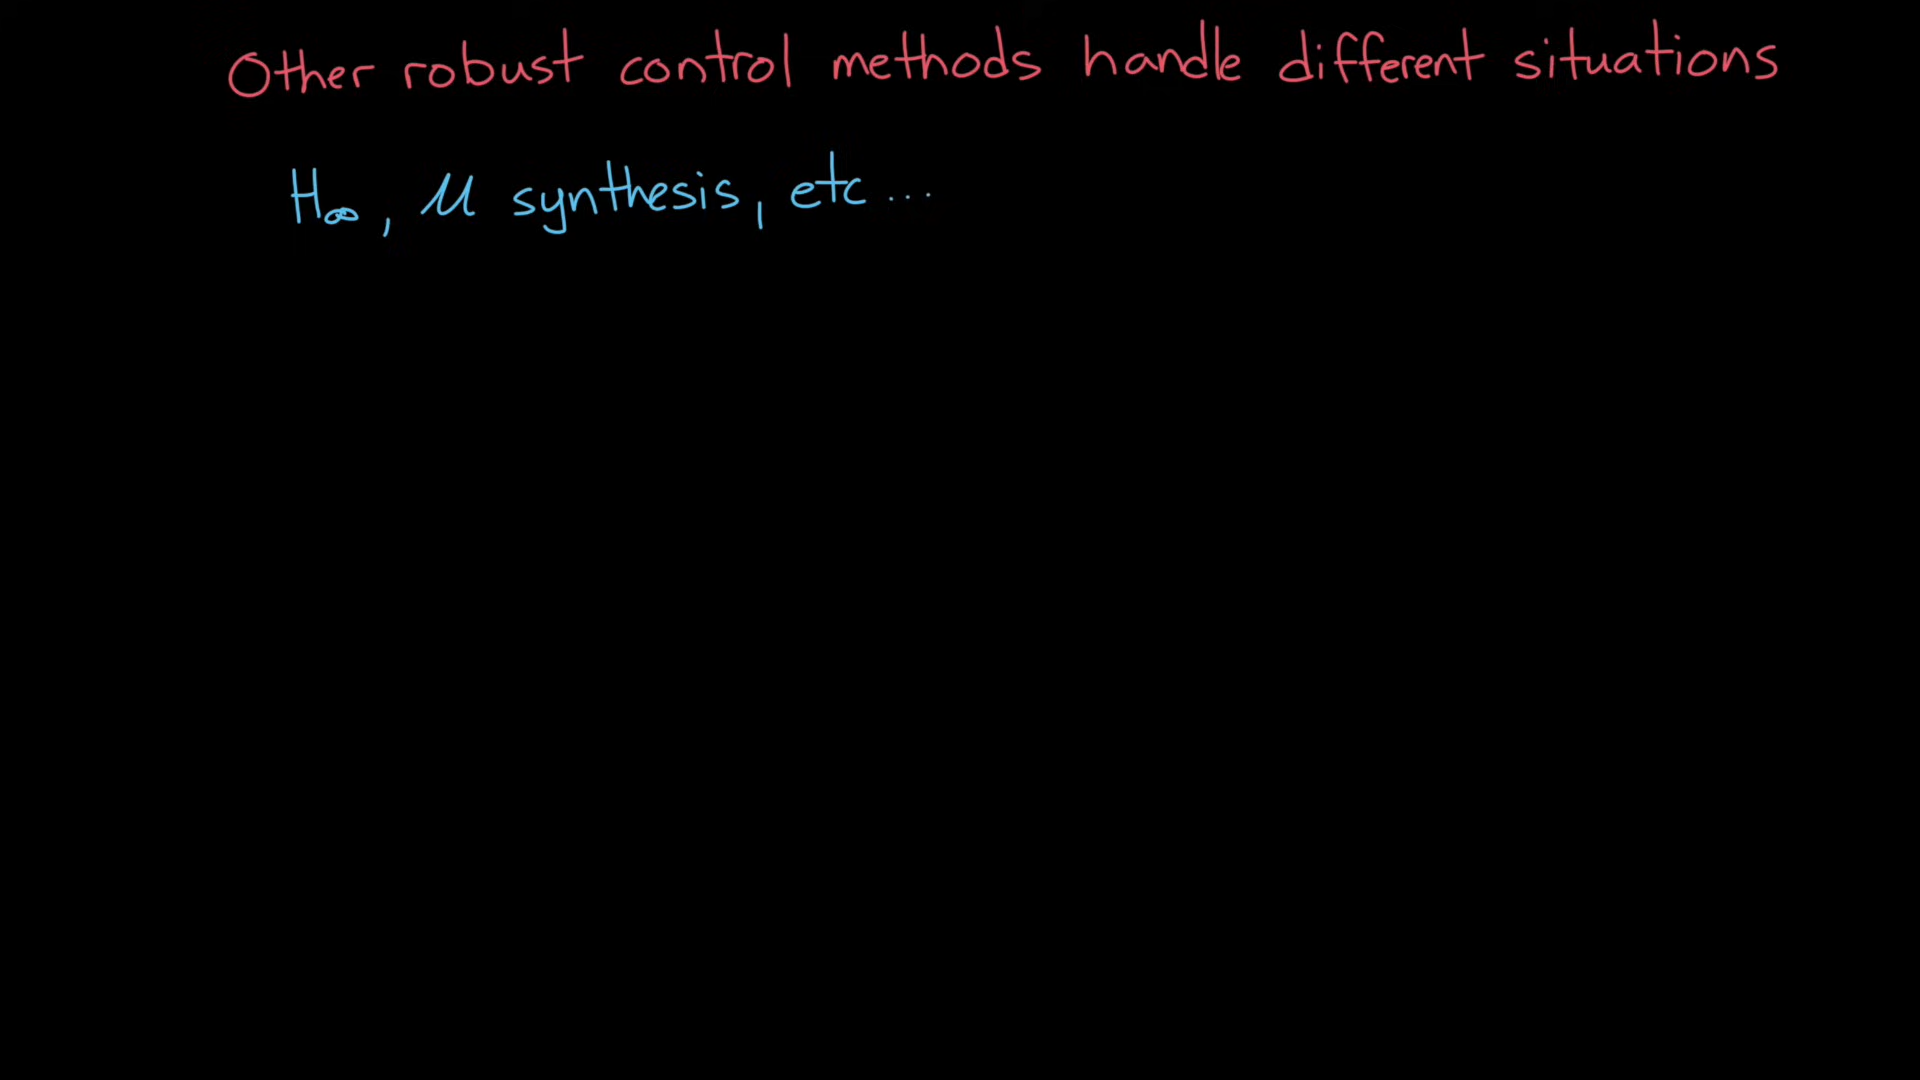 Other robust control methods handle different situations
H∞, μ synthesis, etc...